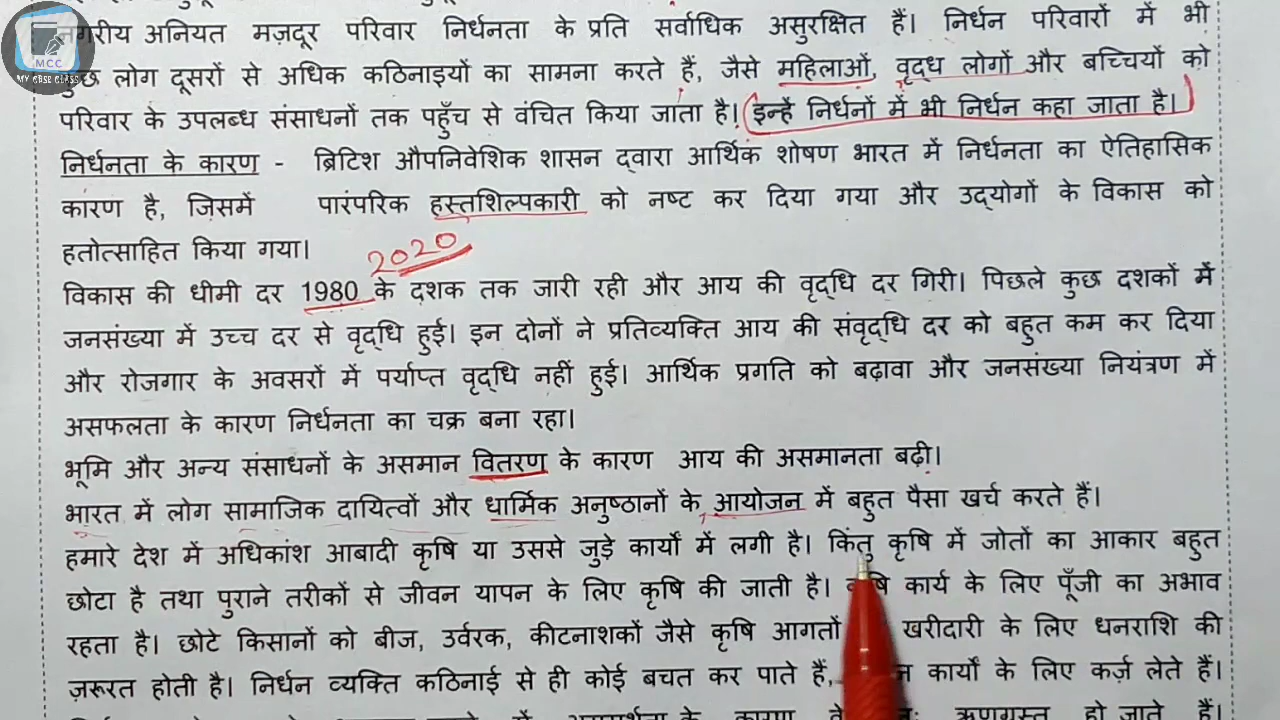 नगरीय अनियत मज़दूर परिवार निर्धनता के प्रति सर्वाधिक असुरक्षित हैं। निर्धन परिवारों में भी
कुछ लोग दूसरों से अधिक कठिनाइयों का सामना करते हैं, जैसे महिलाओं, वृद्ध लोगों और बच्चियों को
परिवार के उपलब्ध संसाधनों तक पहुँच से वंचित किया जाता है। इन्हें निर्धनों में भी निर्धन कहा जाता है।
निर्धनता के कारण - ब्रिटिश औपनिवेशिक शासन द्वारा आर्थिक शोषण भारत में निर्धनता का ऐतिहासिक
कारण है, जिसमें पारंपरिक हस्तशिल्पकारी को नष्ट कर दिया गया और उद्योगों के विकास को
हतोत्साहित किया गया।
2020
विकास की धीमी दर 1980 के दशक तक जारी रही और आय की वृद्धि दर गिरी। पिछले कुछ दशकों में
जनसंख्या में उच्च दर से वृद्धि हुई। इन दोनों ने प्रतिव्यक्ति आय की संवृद्धि दर को बहुत कम कर दिया
और रोजगार के अवसरों में पर्याप्त वृद्धि नहीं हुई। आर्थिक प्रगति को बढ़ावा और जनसंख्या नियंत्रण में
असफलता के कारण निर्धनता का चक्र बना रहा।
भूमि और अन्य संसाधनों के असमान वितरण के कारण आय की असमानता बढ़ी।
भारत में लोग सामाजिक दायित्वों और धार्मिक अनुष्ठानों के आयोजन में बहुत पैसा खर्च करते हैं।
हमारे देश में अधिकांश आबादी कृषि या उससे जुड़े कार्यों में लगी है। किंतु कृषि में जोतों का आकार बहुत
छोटा है तथा पुराने तरीकों से जीवन यापन के लिए कृषि की जाती है। कृषि कार्य के लिए पूँजी का अभाव
रहता है। छोटे किसानों को बीज, उर्वरक, कीटनाशकों जैसे कृषि आगतों खरीदारी के लिए धनराशि की
ज़रूरत होती है। निर्धन व्यक्ति कठिनाई से ही कोई बचत कर पाते हैं, कार्यों के लिए कर्ज़ लेते हैं।
के कारण ऋणग्रस्त हो जाते हैं।
MCC
MY CBSE CLASS